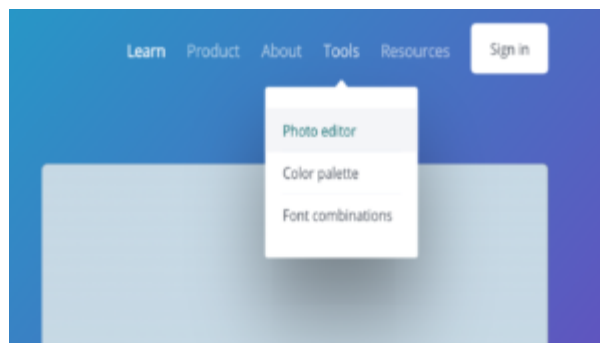 Learn Product About Tools Resources Sign in
Photo editor
Color palette
Font combinations